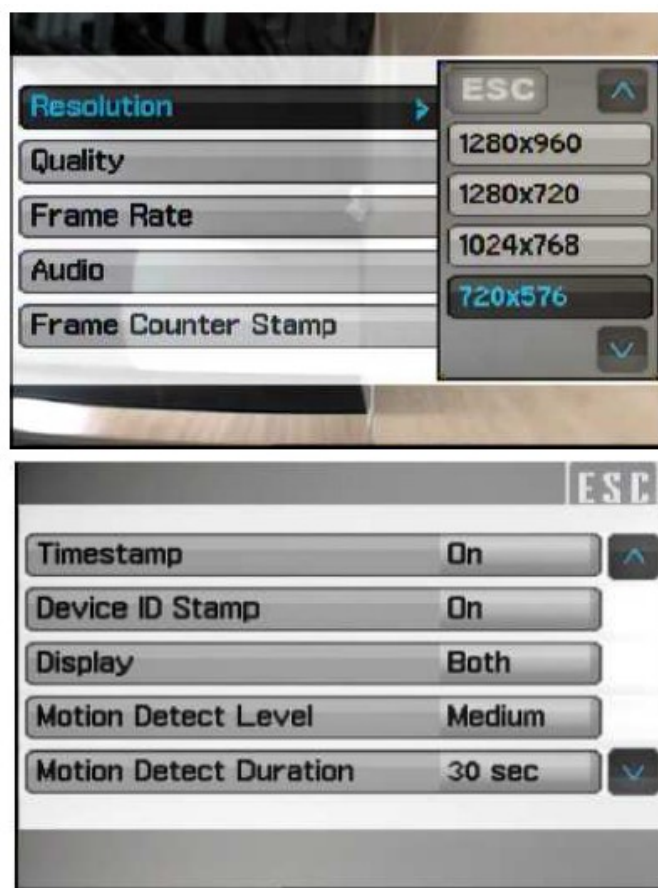 ESC
Resolution
1280x960
Quality
1280x720
Frame Rate
1024x768
Audio
720x576
Frame Counter Stamp
ESC
Timestamp On
Device ID Stamp On
Display Both
Motion Detect Level Medium
Motion Detect Duration 30 sec